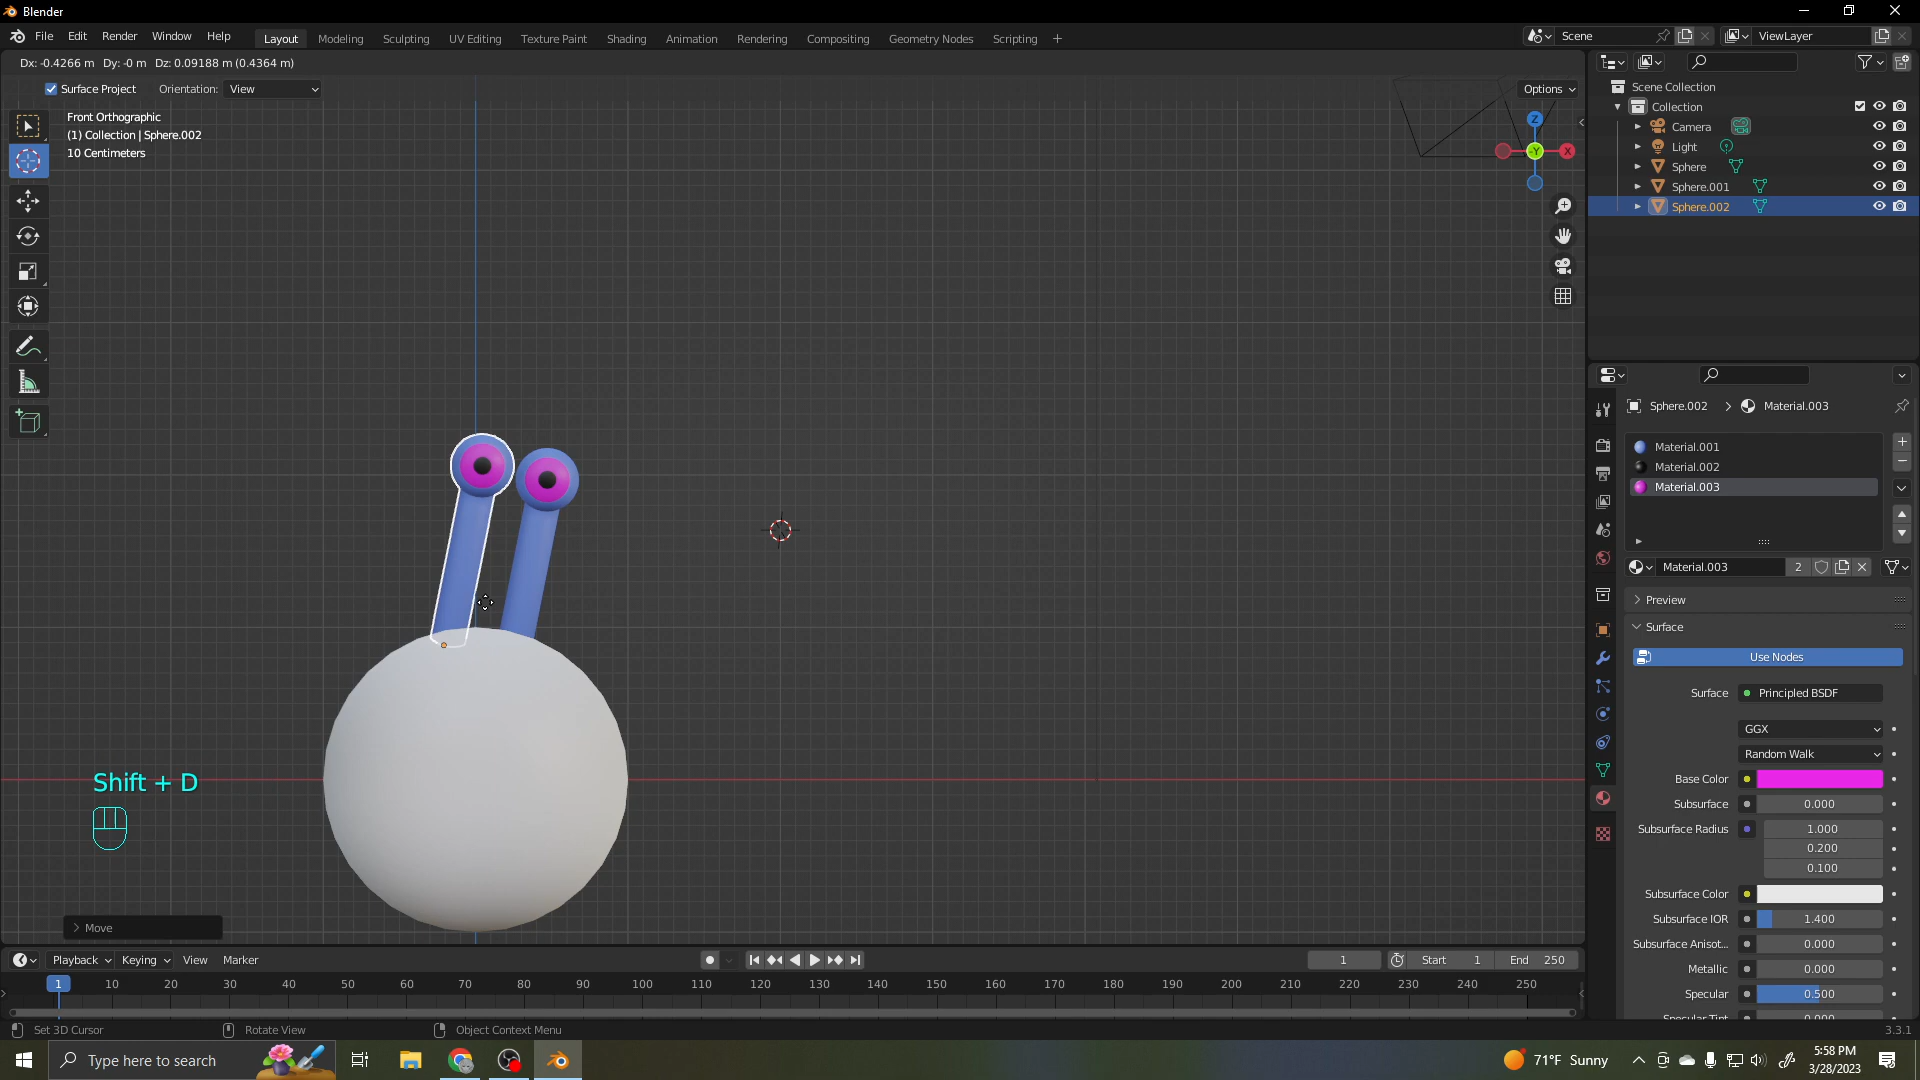 Blender
File Edit Render Window Help Layout Modeling Sculpting UV Editing Texture Paint Shading Animation Rendering Compositing Geometry Nodes Scripting + Scene ViewLayer
Dx: -0.4266 m Dy: -0 m Dz: 0.09188 m (0.4364 m)
Surface Project Orientation: View Options
Front Orthographic
(1) Collection | Sphere.002
10 Centimeters
Z
-Y X
Scene Collection
Collection
Camera
Light
Sphere
Sphere.001
Sphere.002
Sphere.002 > Material.003
Material.001
Material.002
Material.003
Material.003 2
Preview
Surface
Use Nodes
Surface Principled BSDF
GGX
Random Walk
Base Color
Subsurface 0.000
Subsurface Radius 1.000
0.200
0.100
Subsurface Color
Subsurface IOR 1.400
Subsurface Anisot... 0.000
Metallic 0.000
Specular 0.500
Specular Tint 0.000
Shift + D
> Move
Playback Keying View Marker 1 Start 1 End 250
1 10 20 30 40 50 60 70 80 90 100 110 120 130 140 150 160 170 180 190 200 210 220 230 240 250
Set 3D Cursor Rotate View Object Context Menu 3.3.1
Type here to search 71°F Sunny 5:58 PM
3/28/2023